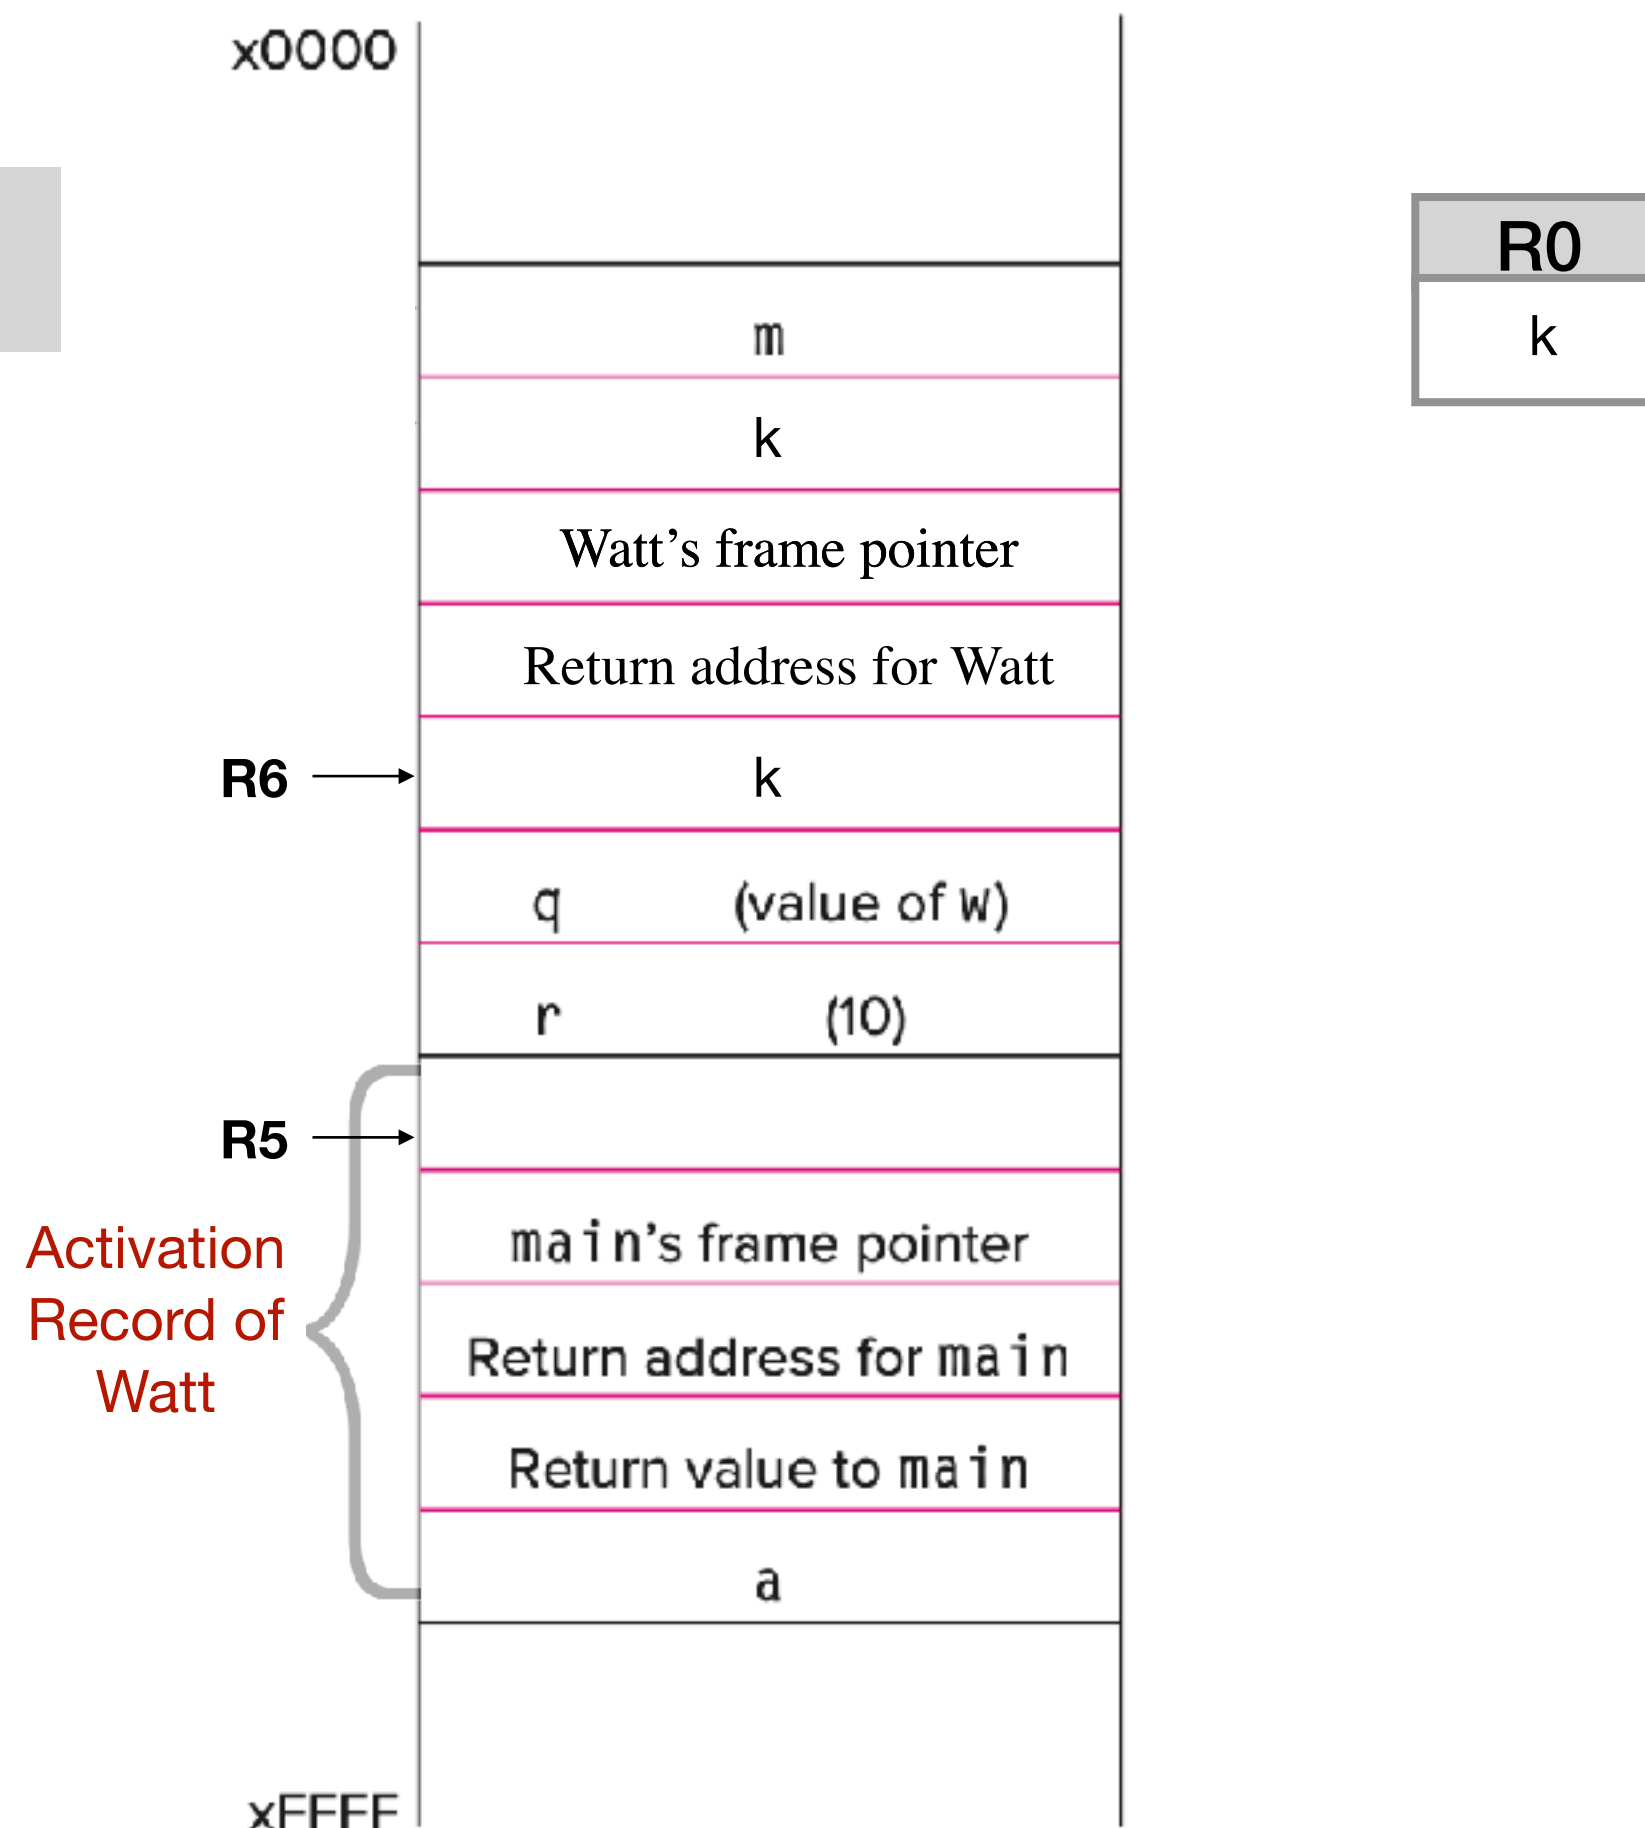 x0000
R0
k
m
k
Watt’s frame pointer
Return address for Watt
R6
k
q (value of w)
r (10)
R5
main’s frame pointer
Activation
Record of
Watt
Return address for main
Return value to main
a
xFFFF